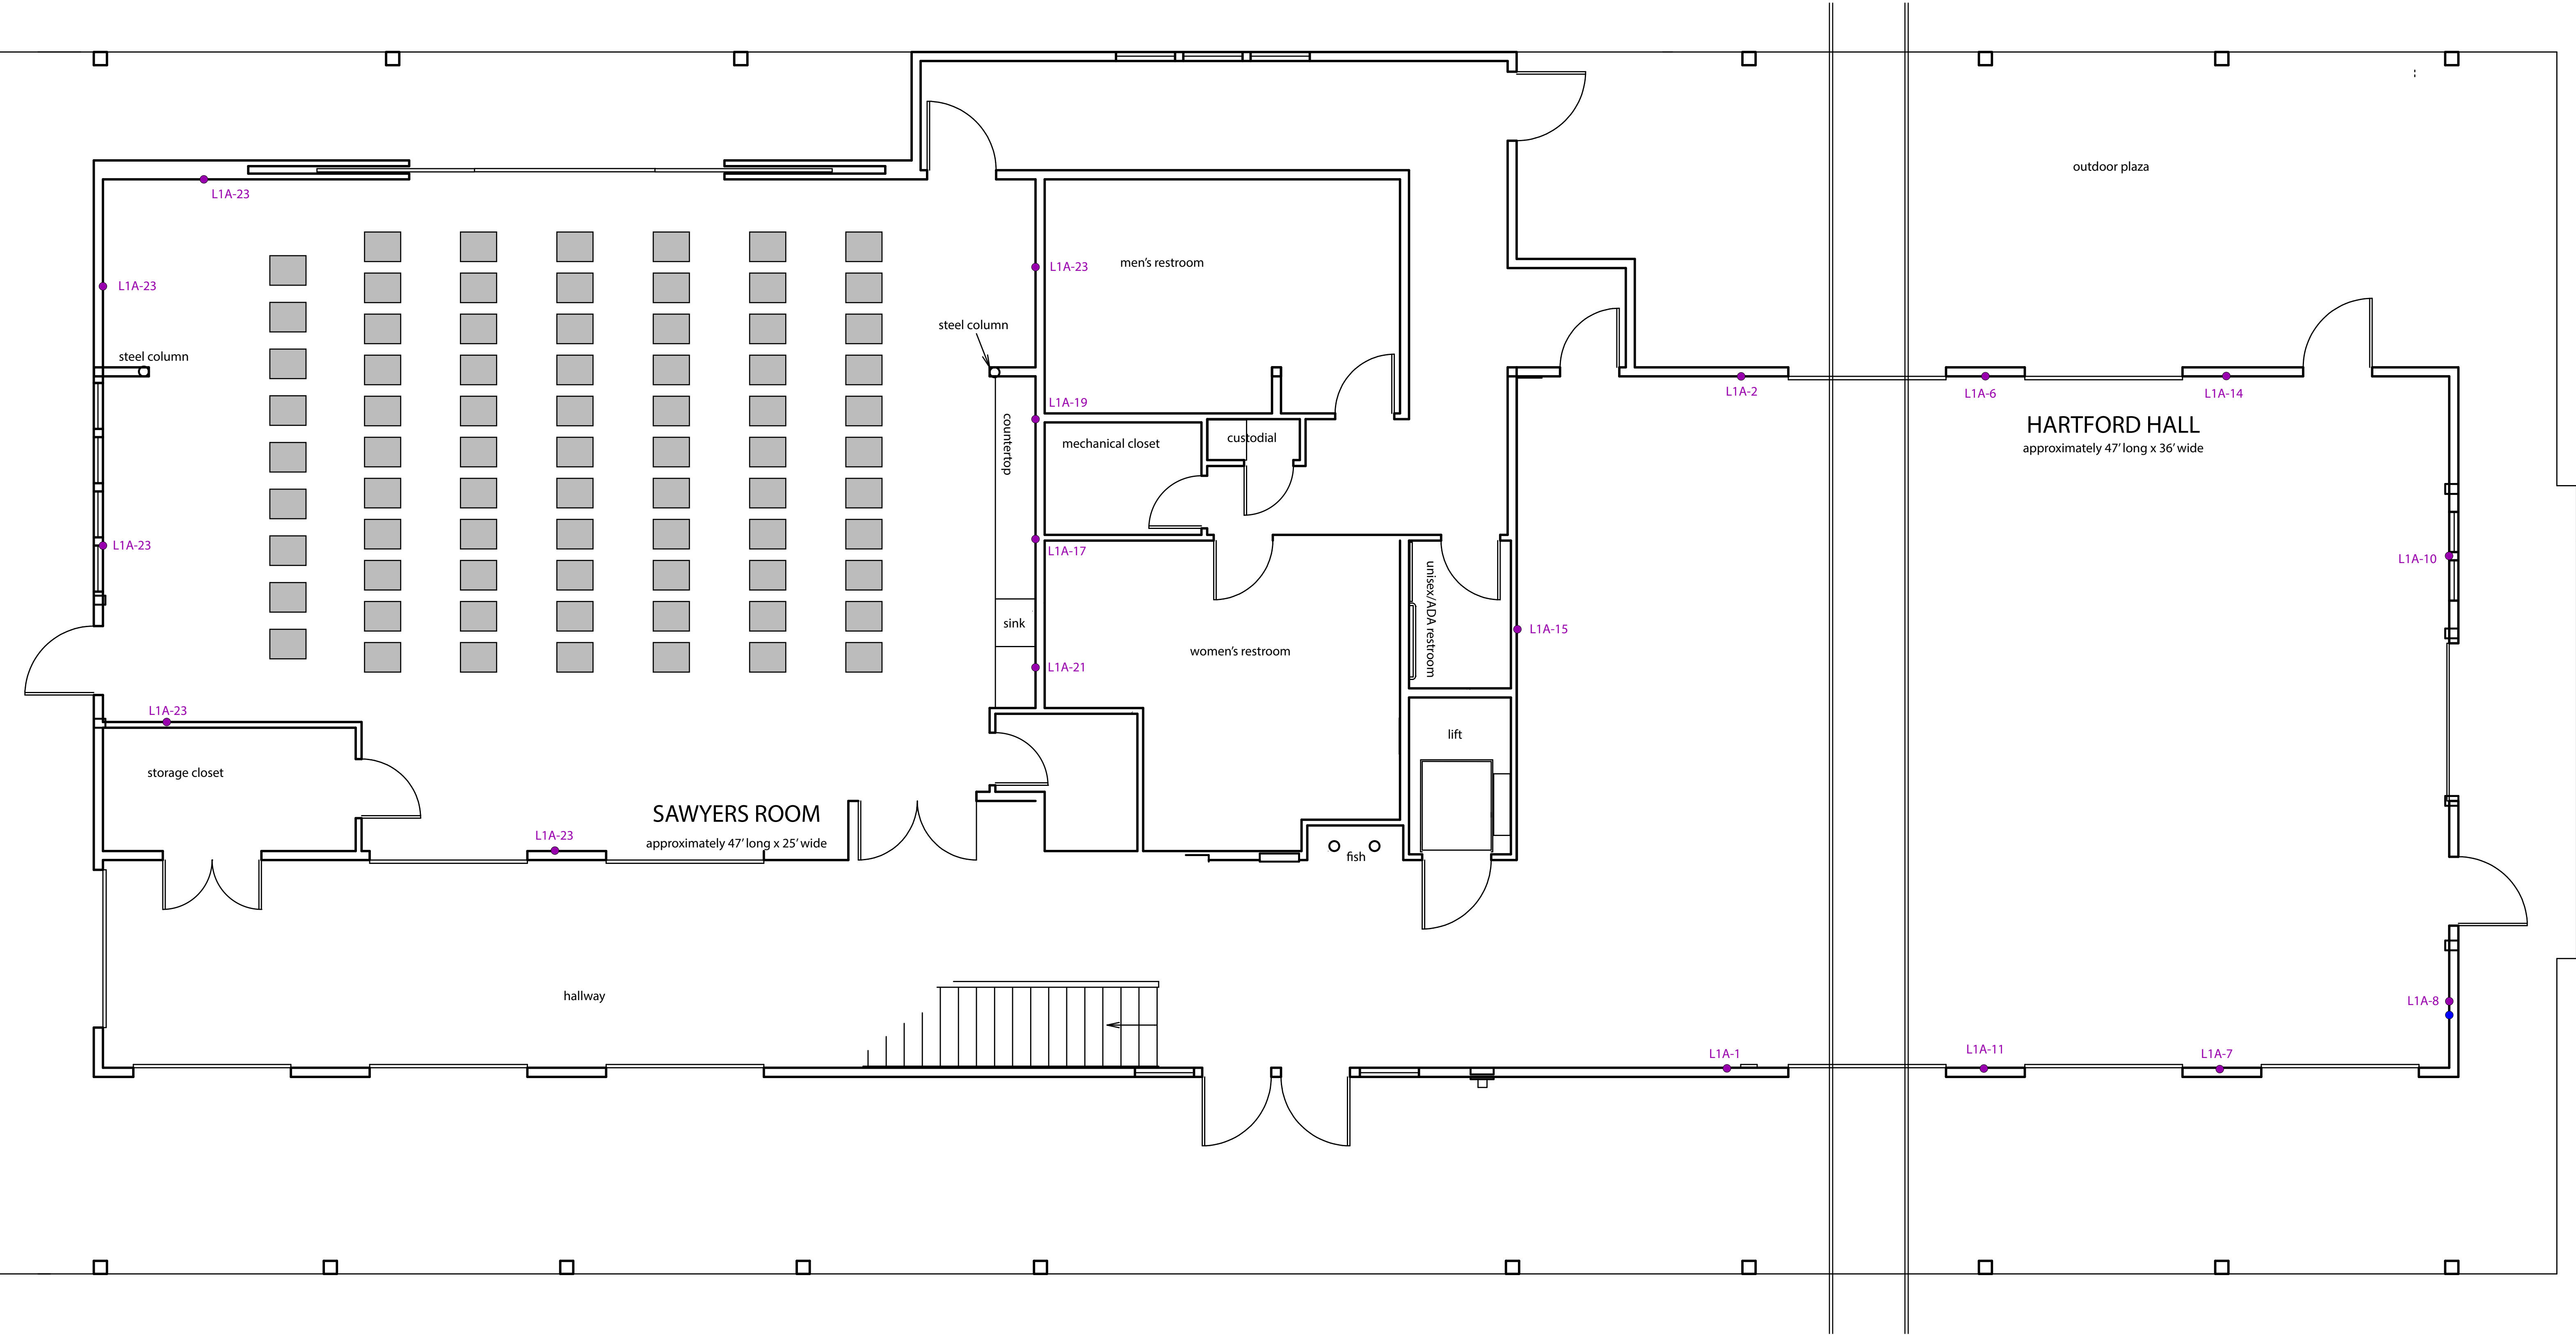 outdoor plaza
L1A-23
men's restroom
L1A-23
L1A-23
steel column
steel column
L1A-2
L1A-6
L1A-14
L1A-19
countertop
HARTFORD HALL
approximately 47' long x 36' wide
custodial
mechanical closet
L1A-23
L1A-17
L1A-10
unisex/ADA restroom
sink
L1A-15
women's restroom
L1A-21
L1A-23
lift
storage closet
SAWYERS ROOM
approximately 47' long x 25' wide
L1A-23
fish
hallway
L1A-8
L1A-1
L1A-11
L1A-7